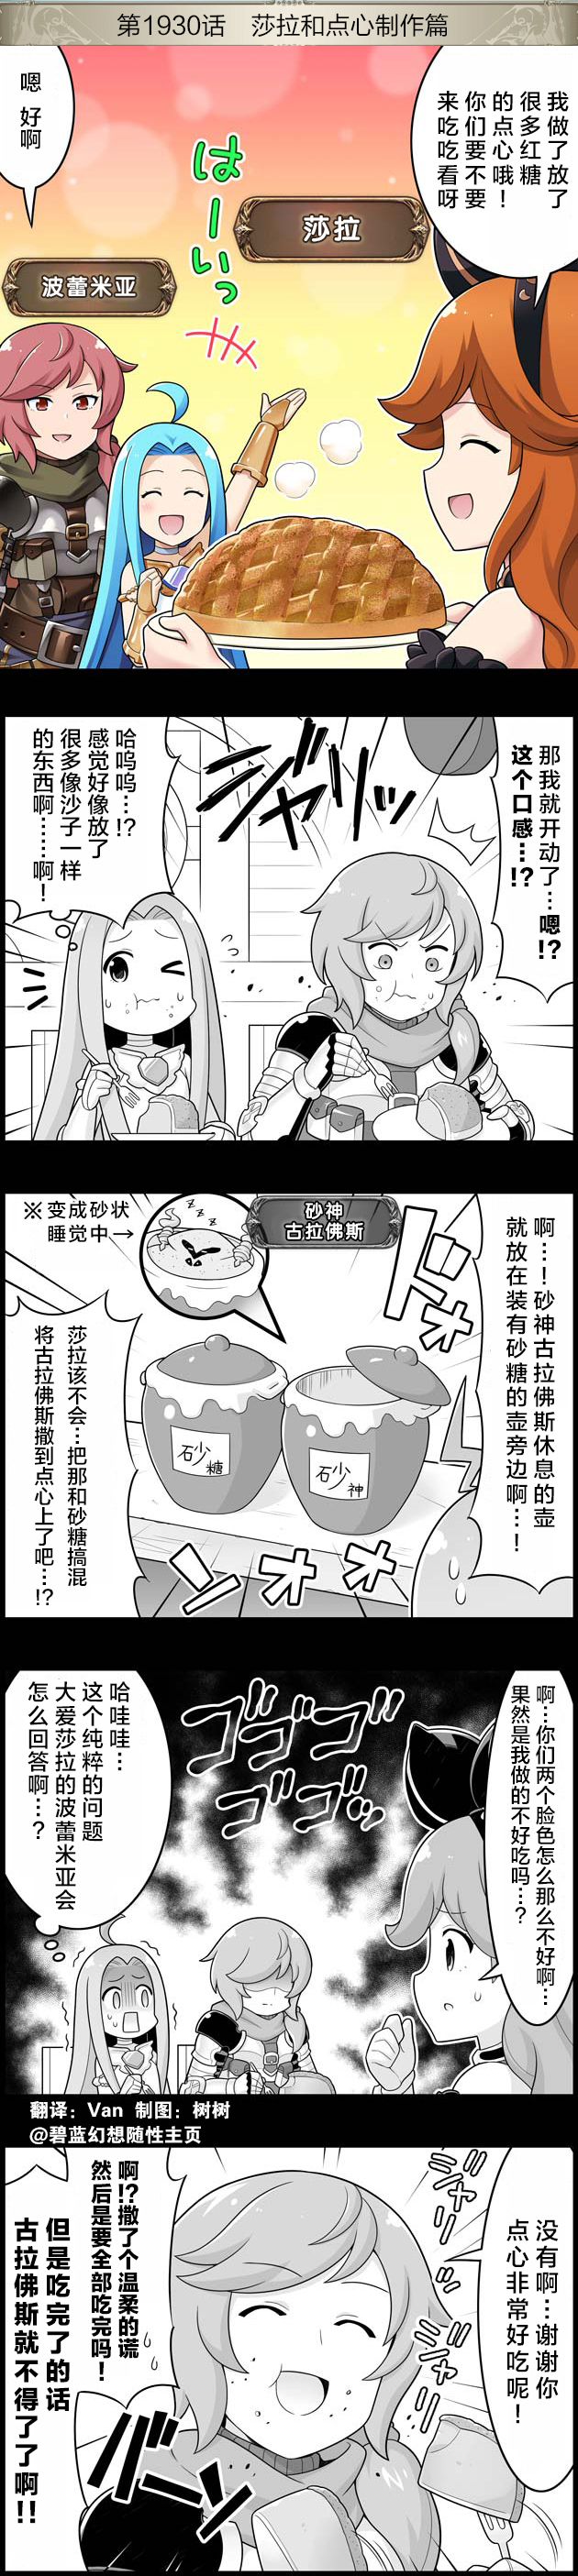 第1930话　莎拉和点心制作篇
我做了放了
很多红糖
的点心哦！
你们要不要
来吃吃看呀
嗯 好啊
はーいっ
莎拉
波蕾米亚
那我就开动了…嗯!?
这个口感…!?
ジャリッ
哈呜呜…!?
感觉好像放了
很多像沙子一样
的东西啊……啊！
啊…！砂神古拉佛斯休息的壶
就放在装有砂糖的壶旁边啊…！
ドォォォン
砂神
古拉佛斯
※变成砂状
睡觉中→
zzz
砂糖
砂神
莎拉该不会…把那和砂糖搞混
将古拉佛斯撒到点心上了吧…!?
啊…你们两个脸色怎么那么不好啊…
果然是我做的不好吃吗…?
ゴゴゴ
ゴゴッ
哈哇哇…
这个纯粹的问题
大爱莎拉的波蕾米亚会
怎么回答啊…?
翻译：Van 制图：树树
@碧蓝幻想随性主页
没有啊…谢谢你
点心非常好吃呢！
ジャリ
ジャリ
啊!?撒了个温柔的谎
然后是要全部吃完吗！
但是吃完了的话
古拉佛斯就不得了了啊!!
ガーン